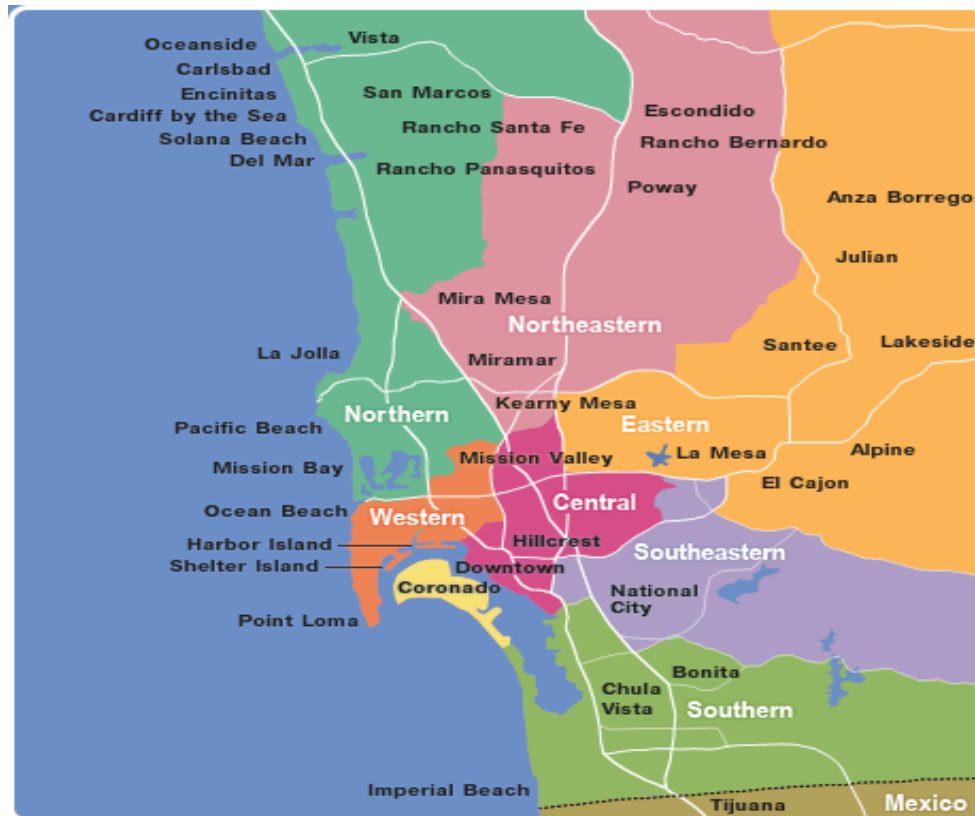 Vista
Oceanside
Carlsbad
San Marcos
Encinitas
Escondido
Cardiff by the Sea
Rancho Santa Fe
Solana Beach
Rancho Bernardo
Del Mar
Rancho Panasquitos
Poway
Anza Borrego
Julian
Mira Mesa
Northeastern
Lakeside
Santee
La Jolla
Miramar
Kearny Mesa
Northern
Eastern
Pacific Beach
Alpine
La Mesa
Mission Valley
Mission Bay
El Cajon
Central
Ocean Beach
Western
Hillcrest
Harbor Island
Southeastern
Shelter Island
Downtown
Coronado
National
City
Point Loma
Bonita
Chula
Vista
Southern
Imperial Beach
Tijuana
Mexico